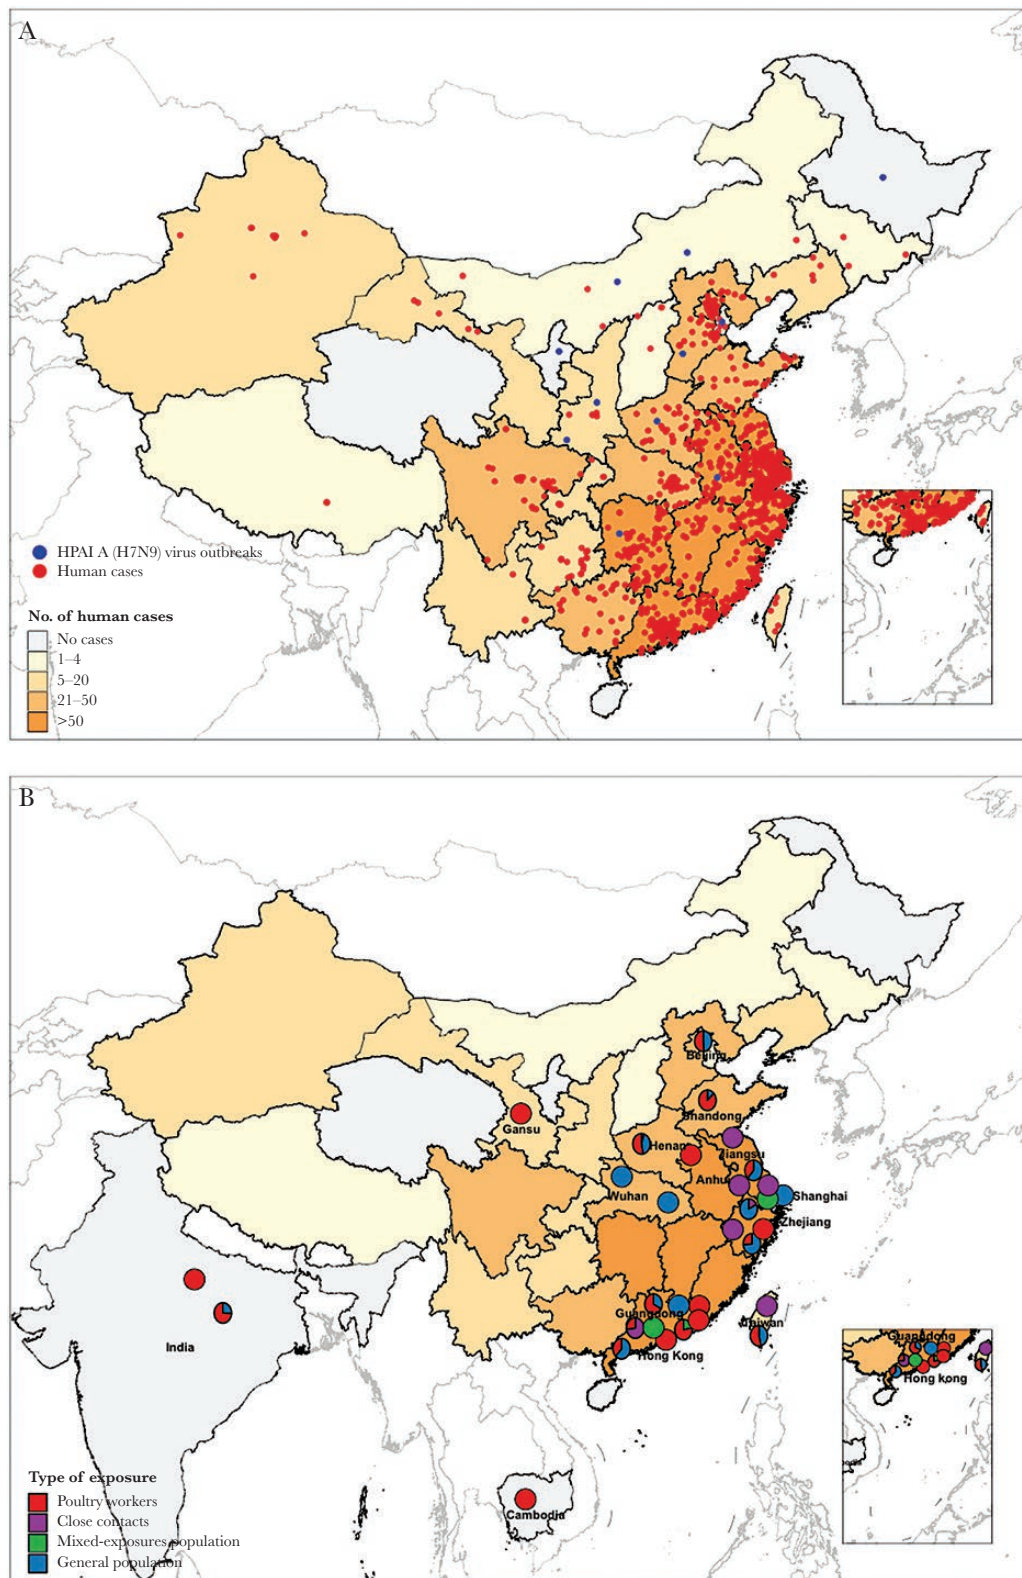 A
HPAI A (H7N9) virus outbreaks
Human cases
No. of human cases
No cases
1–4
5–20
21–50
>50
B
Beijing
Shandong
Gansu
Henan
Jiangsu
Anhui
Wuhan
Shanghai
Zhejiang
Guangdong
Taiwan
Hong Kong
India
Guangdong
Hong kong
Cambodia
Type of exposure
Poultry workers
Close contacts
Mixed-exposures population
General population